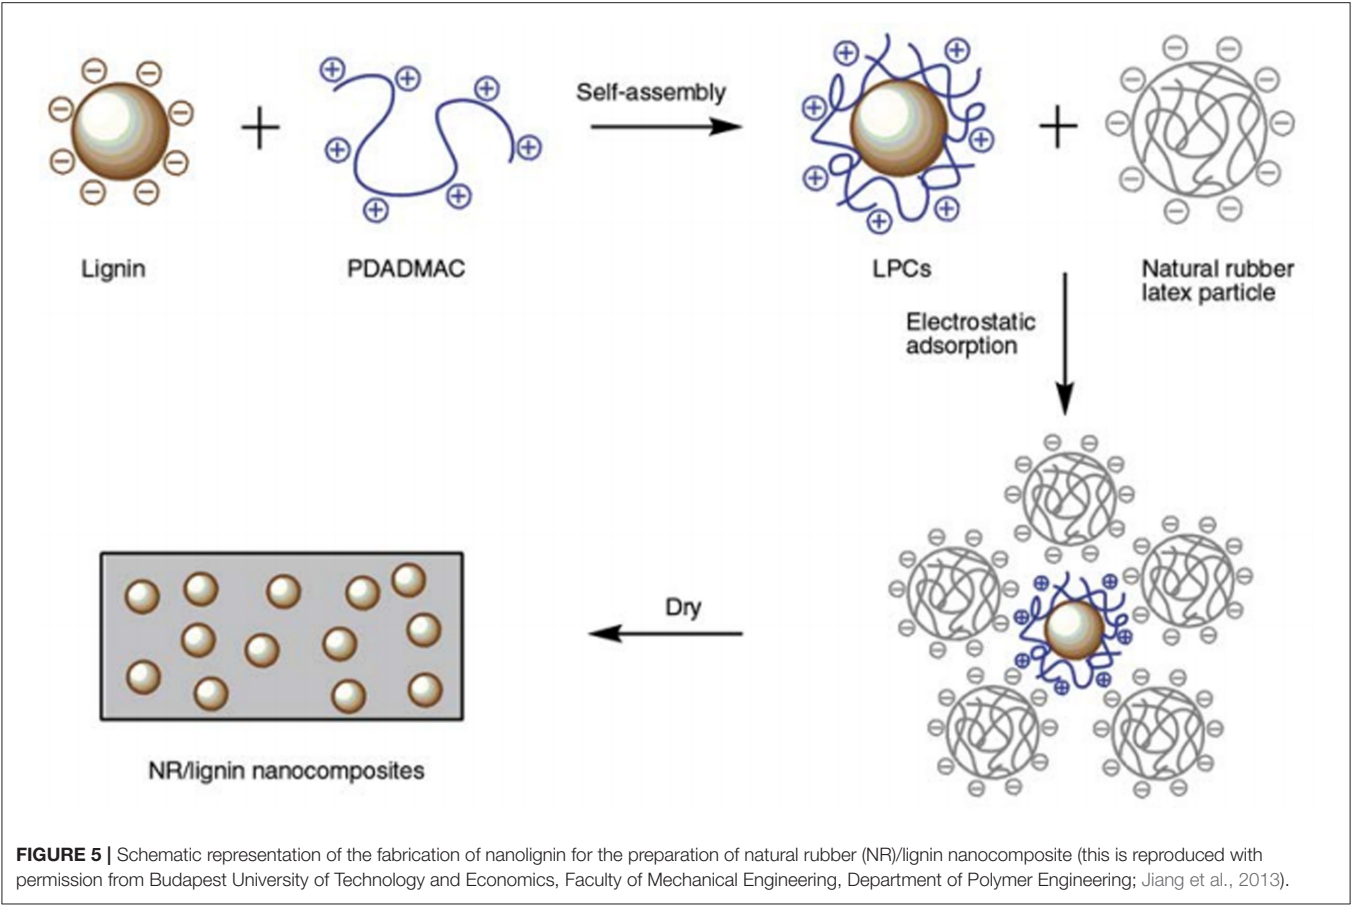 Self-assembly
Lignin
PDADMAC
LPCs
Natural rubber
latex particle
Electrostatic
adsorption
Dry
NR/lignin nanocomposites
FIGURE 5 | Schematic representation of the fabrication of nanolignin for the preparation of natural rubber (NR)/lignin nanocomposite (this is reproduced with
permission from Budapest University of Technology and Economics, Faculty of Mechanical Engineering, Department of Polymer Engineering; Jiang et al., 2013).